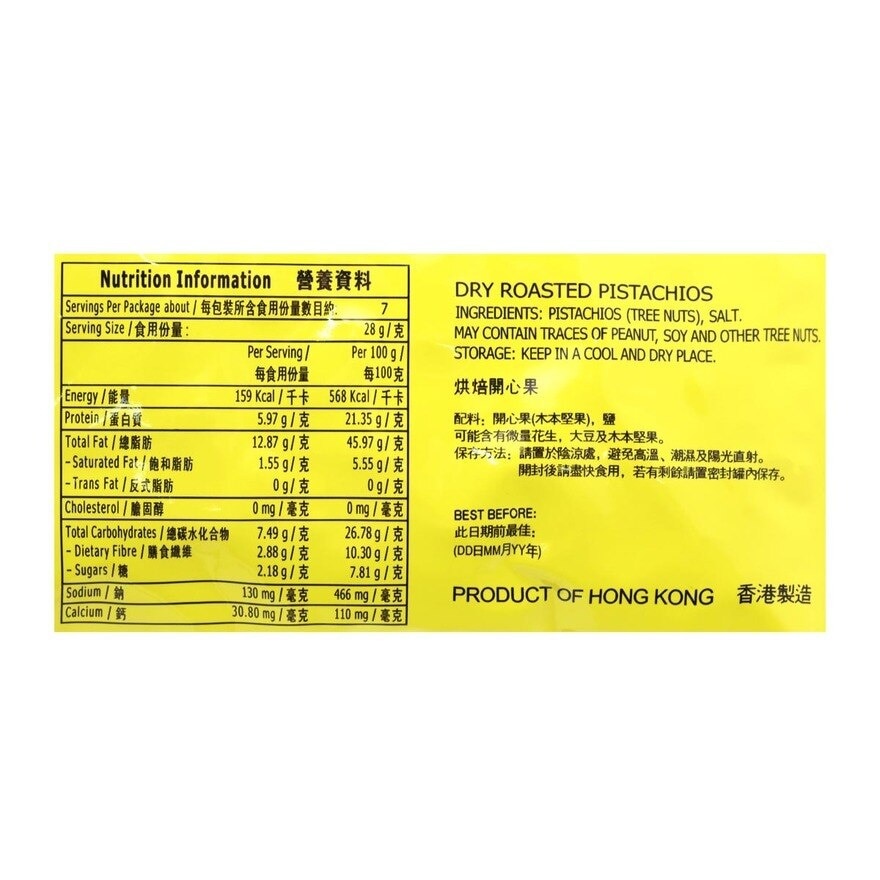 Nutrition Information 營養資料
Servings Per Package about / 每包裝所含食用份量數目約: 7
Serving Size / 食用份量 : 28 g / 克
Per Serving / Per 100 g /
每食用份量 每100克
Energy / 能量 159 Kcal / 千卡 568 Kcal / 千卡
Protein / 蛋白質 5.97 g / 克 21.35 g / 克
Total Fat / 總脂肪 12.87 g / 克 45.97 g / 克
- Saturated Fat / 飽和脂肪 1.55 g / 克 5.55 g / 克
- Trans Fat / 反式脂肪 0 g / 克 0 g / 克
Cholesterol / 膽固醇 0 mg / 毫克 0 mg / 毫克
Total Carbohydrates / 總碳水化合物 7.49 g / 克 26.78 g / 克
- Dietary Fibre / 膳食纖維 2.88 g / 克 10.30 g / 克
- Sugars / 糖 2.18 g / 克 7.81 g / 克
Sodium / 鈉 130 mg / 毫克 466 mg / 毫克
Calcium / 鈣 30.80 mg / 毫克 110 mg / 毫克
DRY ROASTED PISTACHIOS
INGREDIENTS: PISTACHIOS (TREE NUTS), SALT.
MAY CONTAIN TRACES OF PEANUT, SOY AND OTHER TREE NUTS.
STORAGE: KEEP IN A COOL AND DRY PLACE.
烘焙開心果
配料: 開心果(木本堅果), 鹽
可能含有微量花生, 大豆及木本堅果。
保存方法: 請置於陰涼處, 避免高溫、潮濕及陽光直射。
開封後請盡快食用, 若有剩餘請置密封罐內保存。
BEST BEFORE:
此日期前最佳:
(DD日MM月YY年)
PRODUCT OF HONG KONG 香港製造